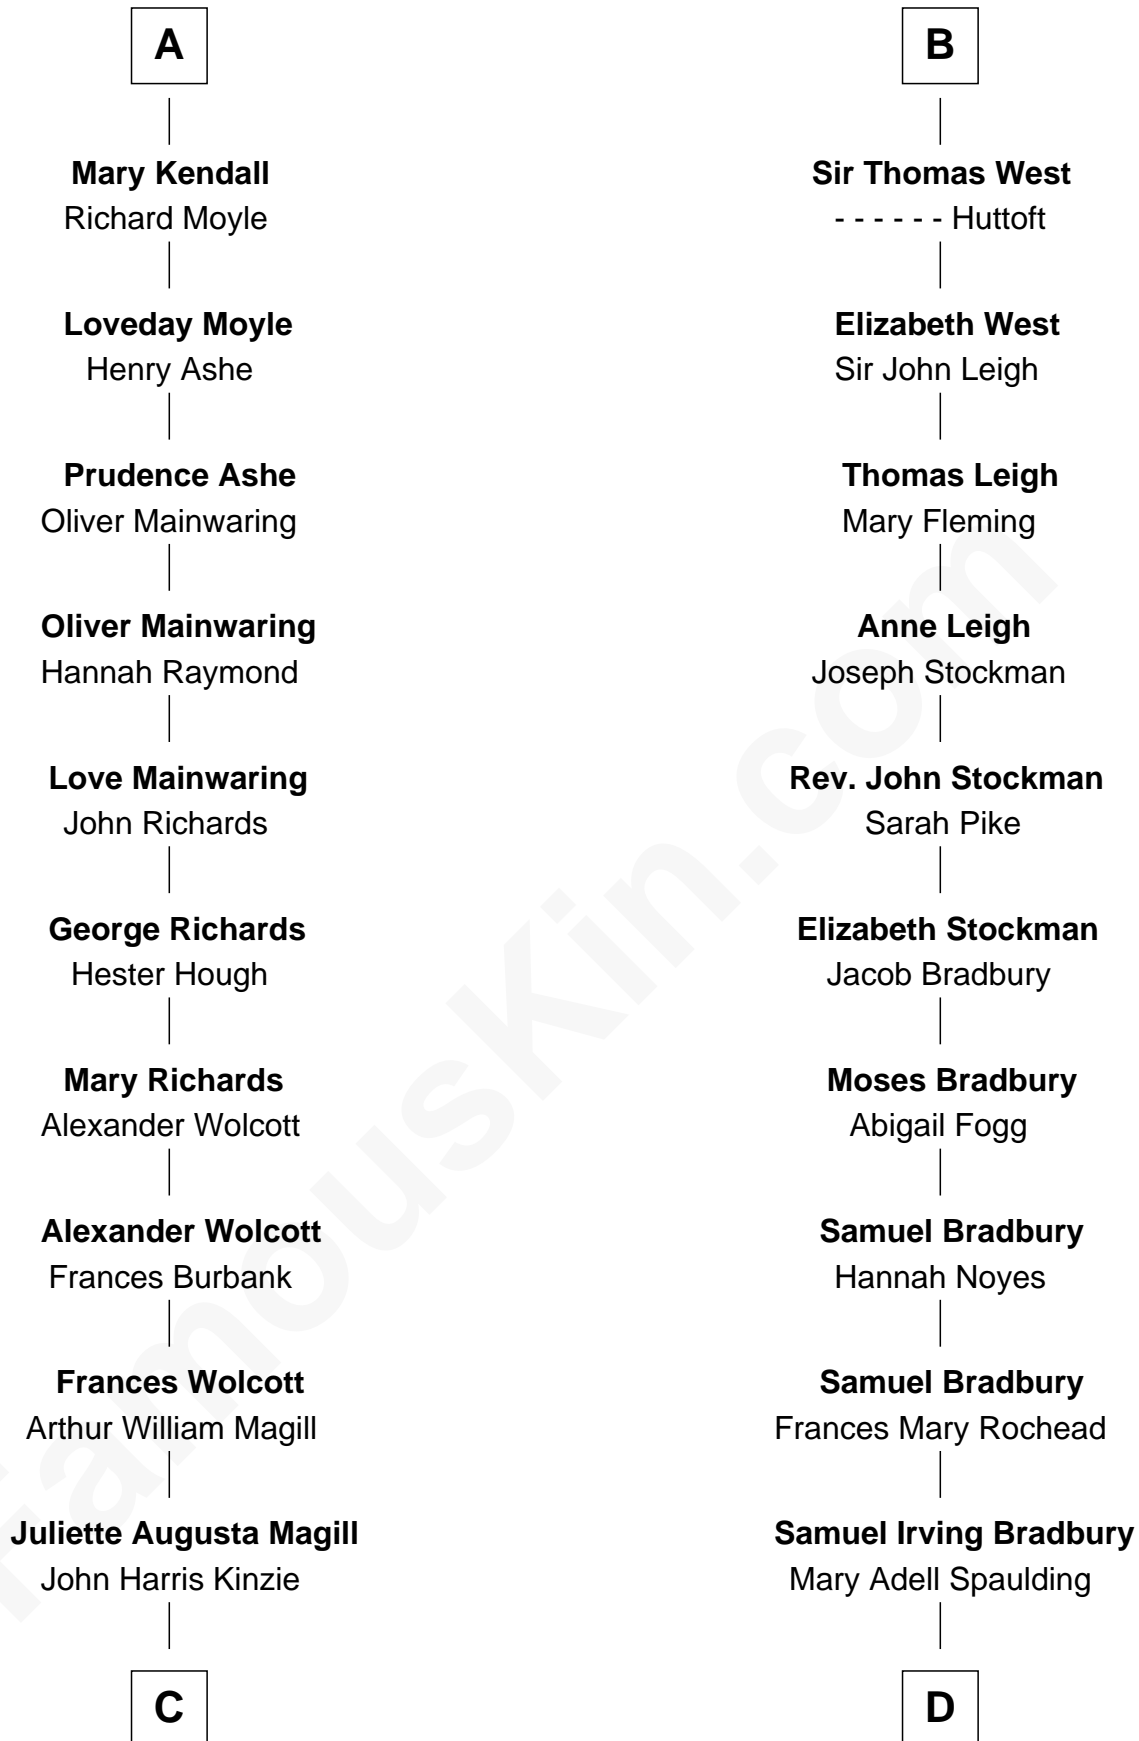 A
Mary Kendall
Richard Moyle
Loveday Moyle
Henry Ashe
Prudence Ashe
Oliver Mainwaring
Oliver Mainwaring
Hannah Raymond
Love Mainwaring
John Richards
George Richards
Hester Hough
Mary Richards
Alexander Wolcott
Alexander Wolcott
Frances Burbank
Frances Wolcott
Arthur William Magill
Juliette Augusta Magill
John Harris Kinzie
C
B
Sir Thomas West
- - - - - - Huttoft
Elizabeth West
Sir John Leigh
Thomas Leigh
Mary Fleming
Anne Leigh
Joseph Stockman
Rev. John Stockman
Sarah Pike
Elizabeth Stockman
Jacob Bradbury
Moses Bradbury
Abigail Fogg
Samuel Bradbury
Hannah Noyes
Samuel Bradbury
Frances Mary Rochead
Samuel Irving Bradbury
Mary Adell Spaulding
D
FamousKin.com